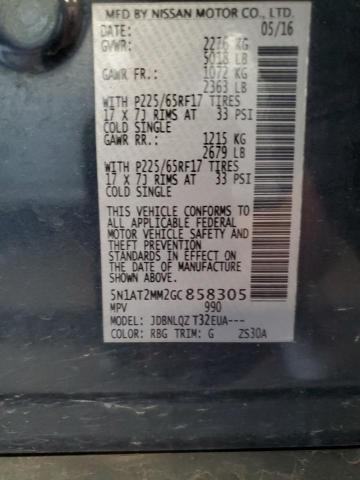 MFD BY NISSAN MOTOR CO., LTD.
DATE: 05/16
GVWR: 2276 KG
5018 LB
GAWR FR.: 1072 KG
2363 LB
WITH P225/65RF17 TIRES
17 X 7J RIMS AT 33 PSI
COLD SINGLE
GAWR RR.: 1215 KG
2679 LB
WITH P225/65RF17 TIRES
17 X 7J RIMS AT 33 PSI
COLD SINGLE
THIS VEHICLE CONFORMS TO
ALL APPLICABLE FEDERAL
MOTOR VEHICLE SAFETY AND
THEFT PREVENTION
STANDARDS IN EFFECT ON
THE DATE OF MANUFACTURE
SHOWN ABOVE.
5N1AT2MM2GC858305
MPV 990
MODEL: JDBNLQZ T32EUA---
COLOR: RBG TRIM: G ZS30A